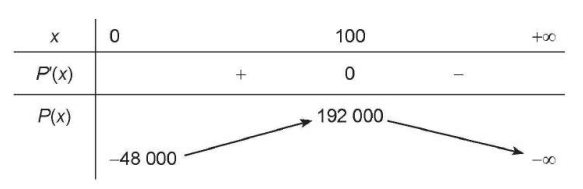 x 0 100 +∞
P′(x) + 0 −
P(x) 192 000
−48 000 −∞